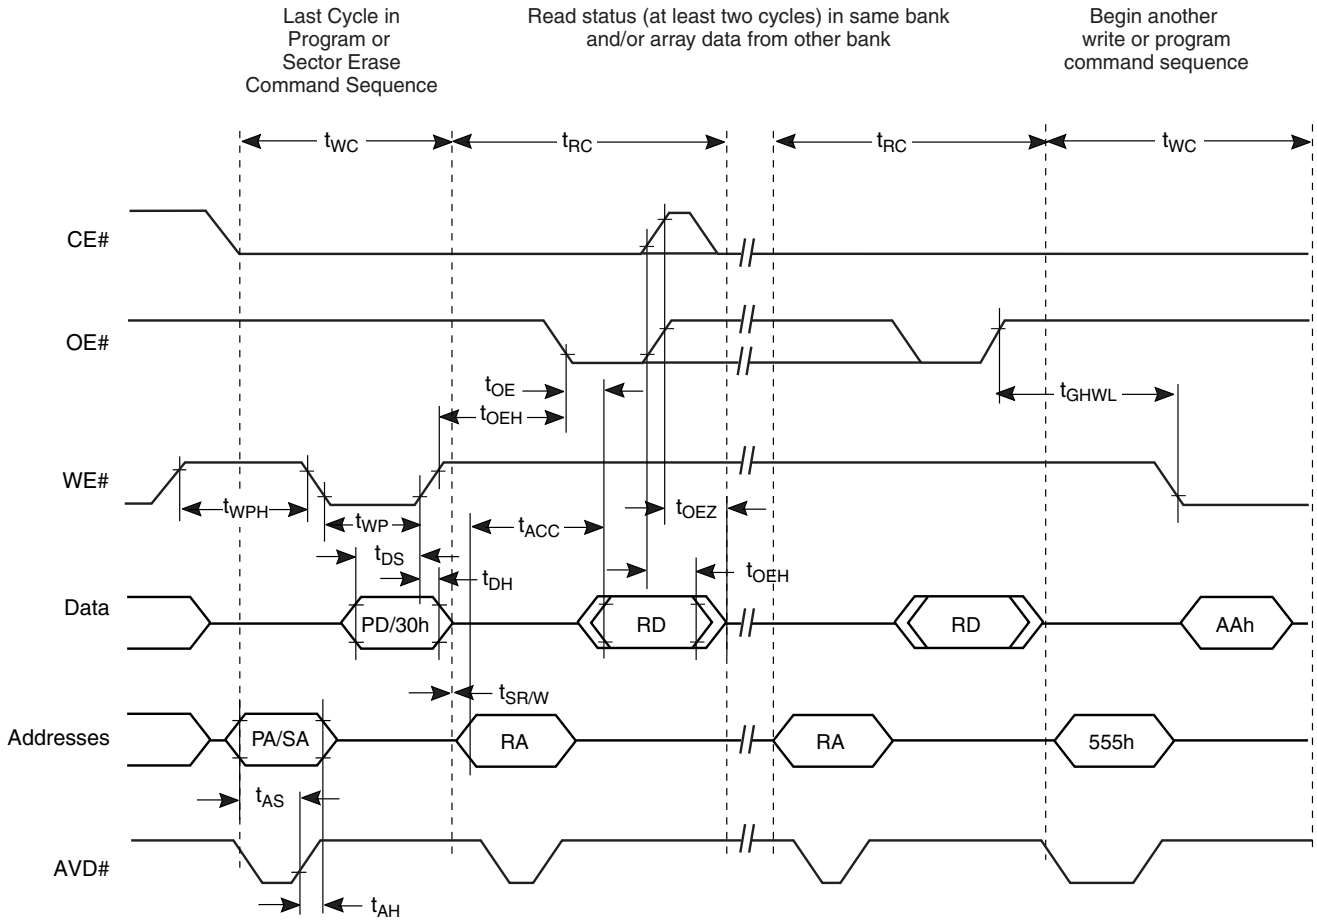 Last Cycle in
Program or
Sector Erase
Command Sequence
Read status (at least two cycles) in same bank
and/or array data from other bank
Begin another
write or program
command sequence
tWC
tRC
tRC
tWC
CE#
OE#
tOE
tOEH
tGHWL
WE#
tWPH
tWP
tACC
tOEZ
tDS
tDH
tOEH
Data
PD/30h
RD
RD
AAh
tSR/W
Addresses
PA/SA
RA
RA
555h
tAS
AVD#
tAH